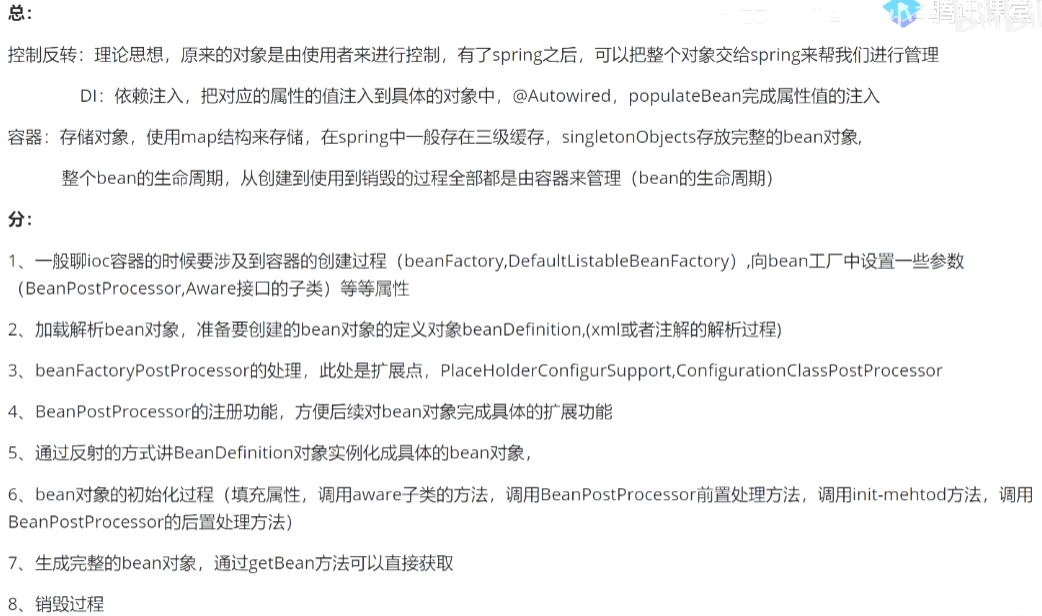 总：
腾讯课堂
控制反转：理论思想，原来的对象是由使用者来进行控制，有了spring之后，可以把整个对象交给spring来帮我们进行管理
DI：依赖注入，把对应的属性的值注入到具体的对象中，@Autowired，populateBean完成属性值的注入
容器：存储对象，使用map结构来存储，在spring中一般存在三级缓存，singletonObjects存放完整的bean对象,
整个bean的生命周期，从创建到使用到销毁的过程全部都是由容器来管理（bean的生命周期）
分：
1、一般聊ioc容器的时候要涉及到容器的创建过程（beanFactory,DefaultListableBeanFactory）,向bean工厂中设置一些参数
（BeanPostProcessor,Aware接口的子类）等等属性
2、加载解析bean对象，准备要创建的bean对象的定义对象beanDefinition,(xml或者注解的解析过程)
3、beanFactoryPostProcessor的处理，此处是扩展点，PlaceHolderConfigurSupport,ConfigurationClassPostProcessor
4、BeanPostProcessor的注册功能，方便后续对bean对象完成具体的扩展功能
5、通过反射的方式讲BeanDefinition对象实例化成具体的bean对象，
6、bean对象的初始化过程（填充属性，调用aware子类的方法，调用BeanPostProcessor前置处理方法，调用init-mehtod方法，调用
BeanPostProcessor的后置处理方法）
7、生成完整的bean对象，通过getBean方法可以直接获取
8、销毁过程